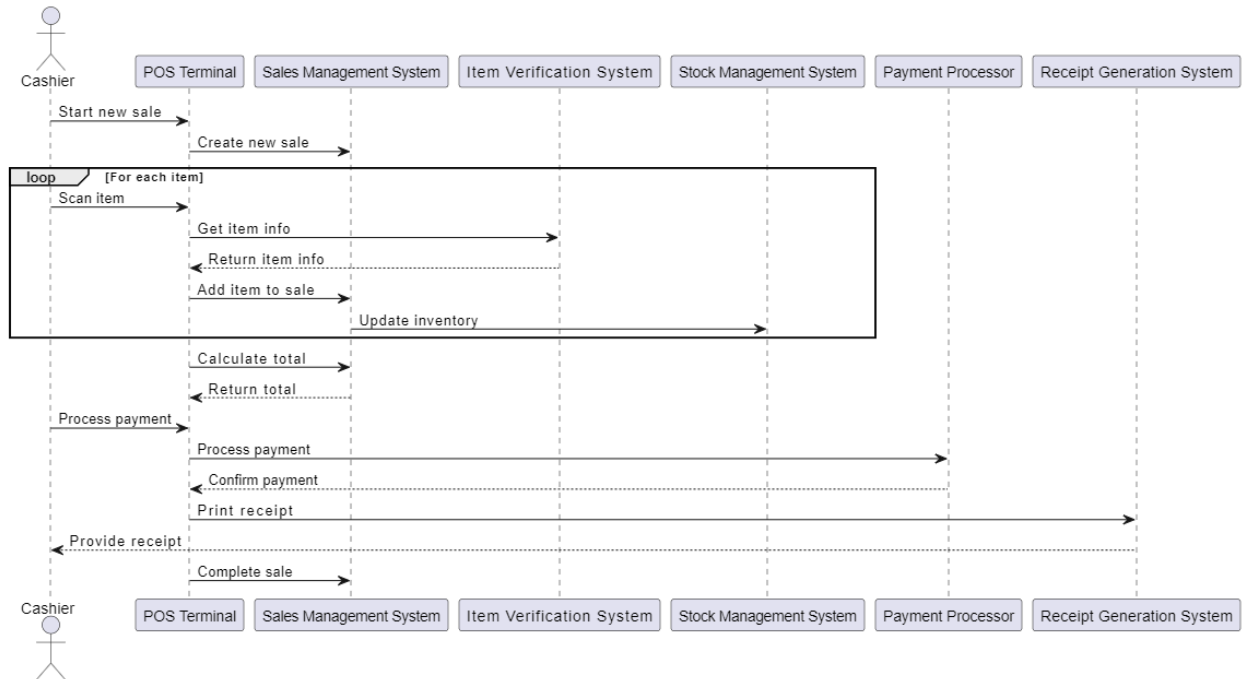 Cashier
POS Terminal
Sales Management System
Item Verification System
Stock Management System
Payment Processor
Receipt Generation System
Start new sale
Create new sale
loop [For each item]
Scan item
Get item info
Return item info
Add item to sale
Update inventory
Calculate total
Return total
Process payment
Process payment
Confirm payment
Print receipt
Provide receipt
Complete sale
Cashier
POS Terminal
Sales Management System
Item Verification System
Stock Management System
Payment Processor
Receipt Generation System